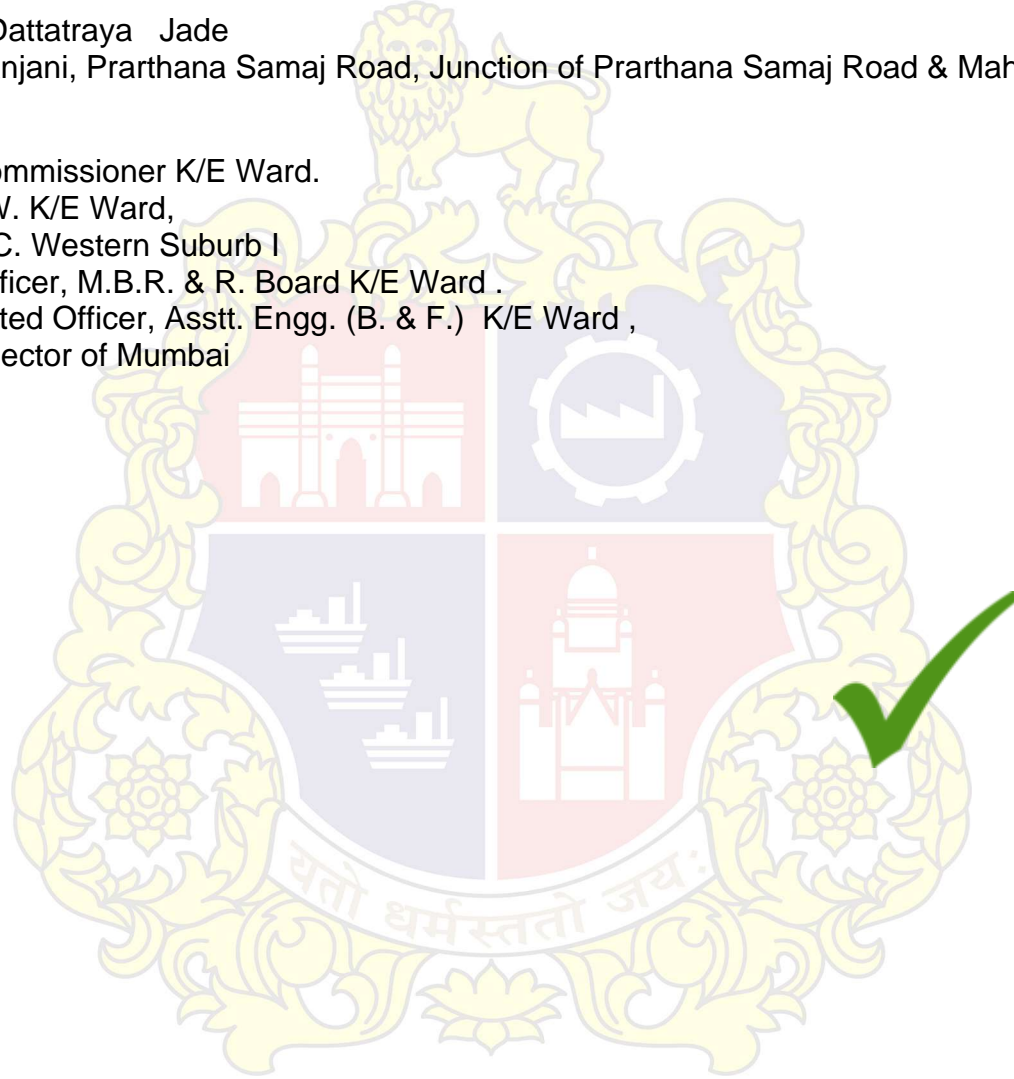 Dattatraya Jade
njani, Prarthana Samaj Road, Junction of Prarthana Samaj Road & Mah
ommissioner K/E Ward.
W. K/E Ward,
C. Western Suburb I
ficer, M.B.R. & R. Board K/E Ward .
ted Officer, Asstt. Engg. (B. & F.) K/E Ward ,
ector of Mumbai
यतो धर्मस्ततो जय: